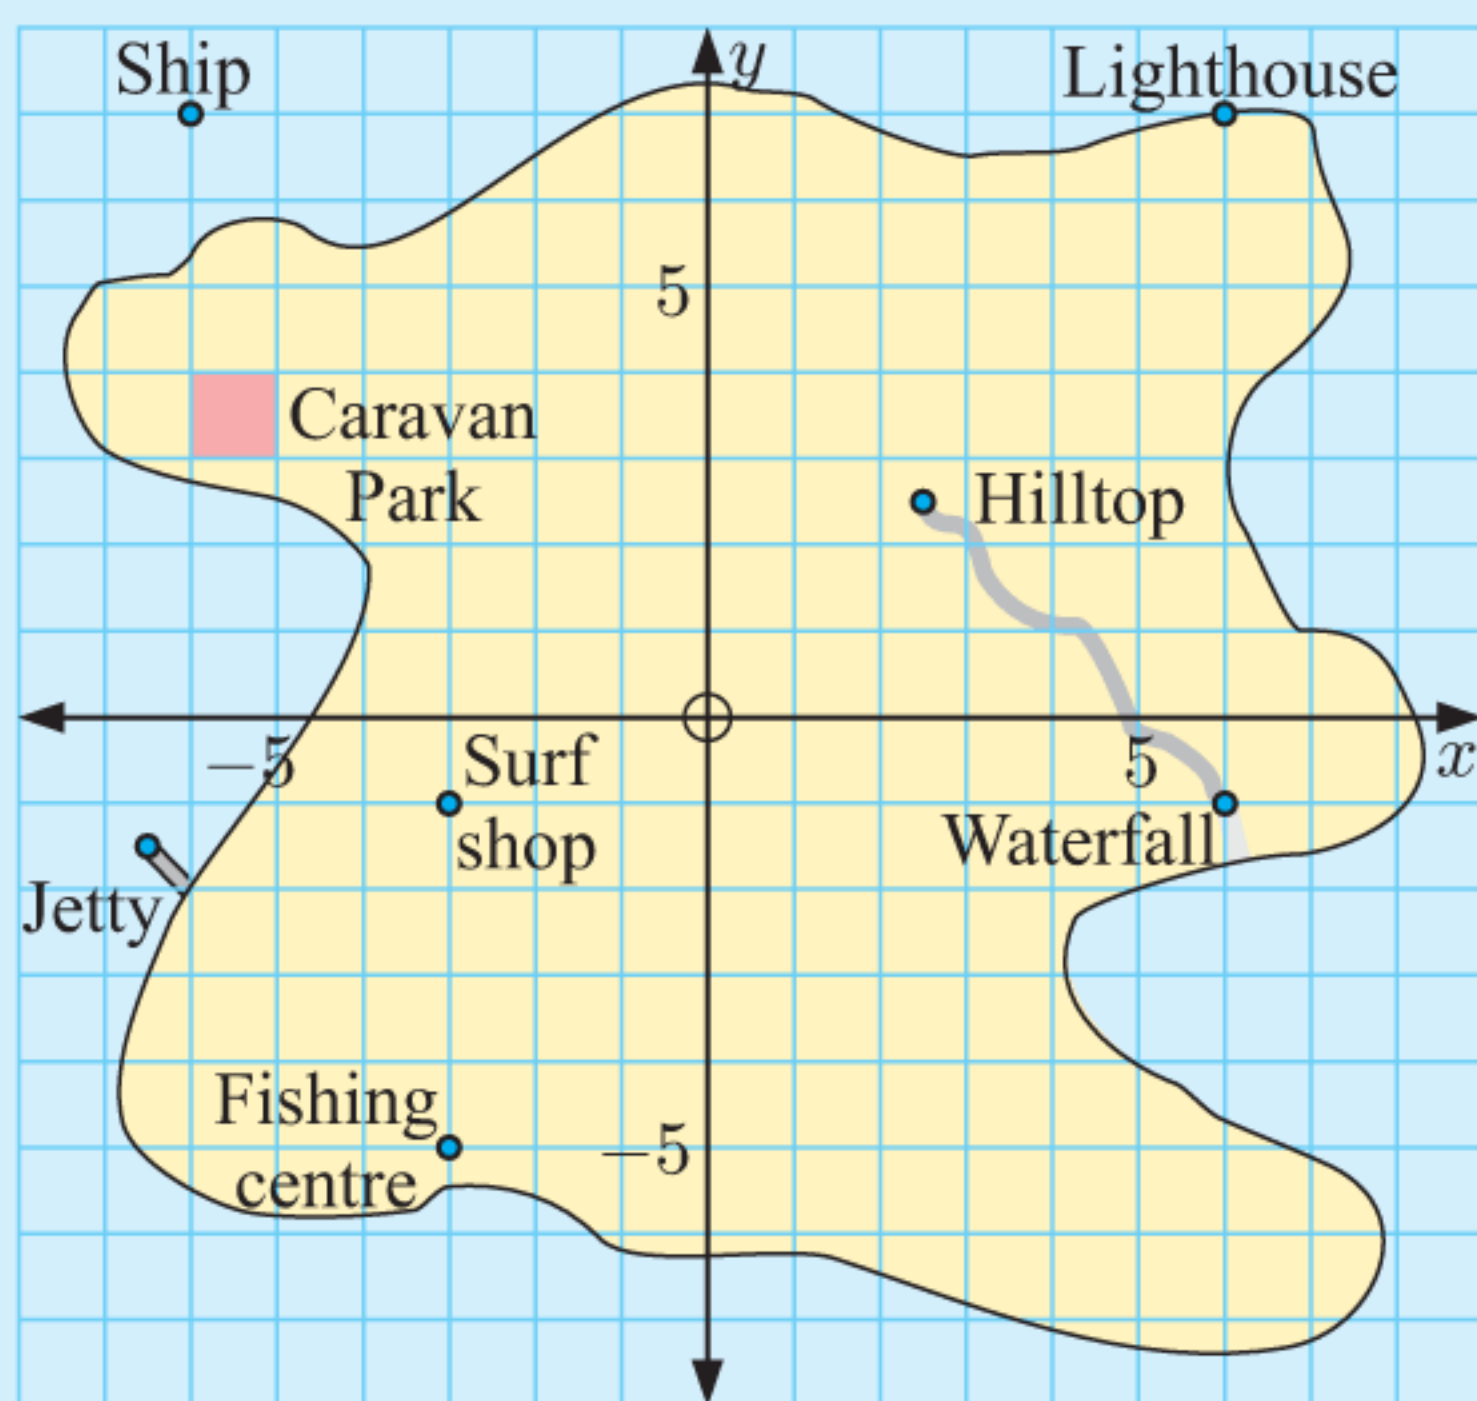 Ship
y
Lighthouse
5
Caravan
Park
Hilltop
−5
Surf
shop
5
x
Waterfall
Jetty
Fishing
centre
−5